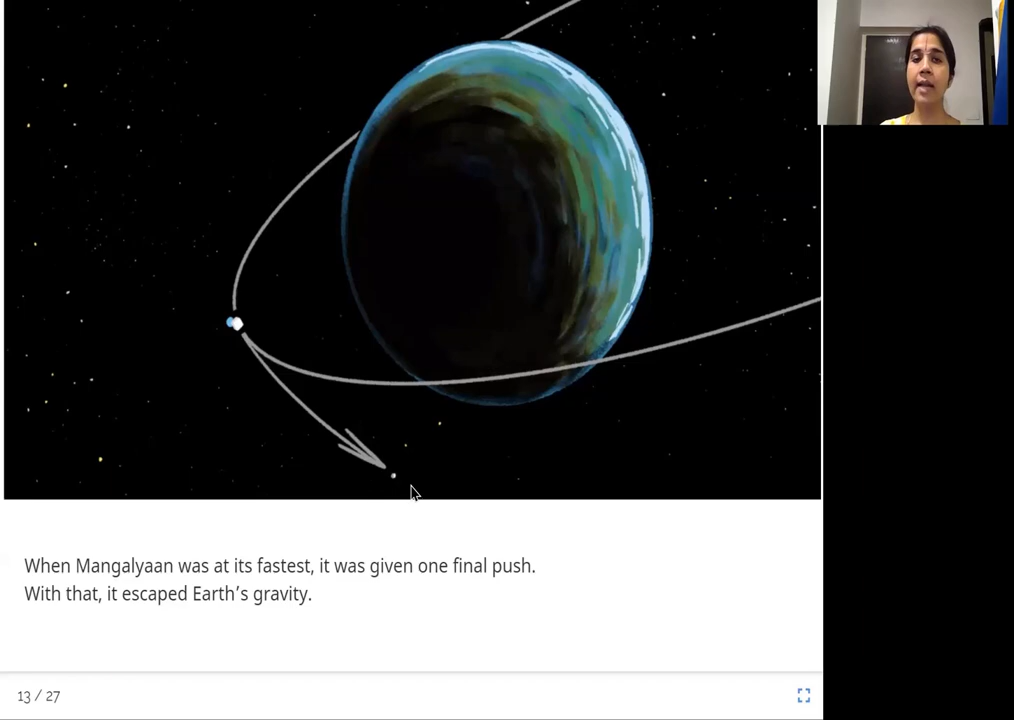 When Mangalyaan was at its fastest, it was given one final push.
With that, it escaped Earth’s gravity.
13 / 27